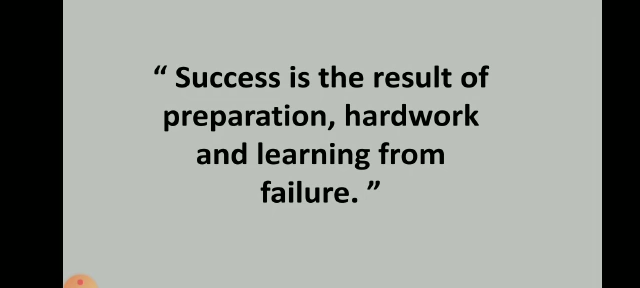 “ Success is the result of
preparation, hardwork
and learning from
failure. ”